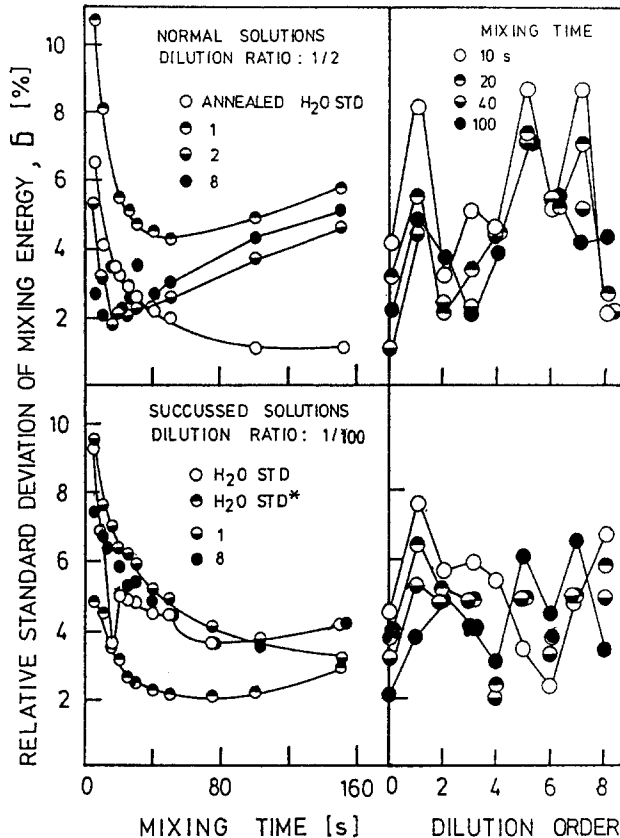 RELATIVE STANDARD DEVIATION OF MIXING ENERGY, б [%]
10
8
6
4
2
NORMAL SOLUTIONS
DILUTION RATIO: 1/2
ANNEALED H2O STD
1
2
8
MIXING TIME
10 s
20
40
100
10
8
6
4
2
SUCCUSSED SOLUTIONS
DILUTION RATIO: 1/100
H2O STD
H2O STD*
1
8
0 80 160
0 2 4 6 8
MIXING TIME [s]
DILUTION ORDER